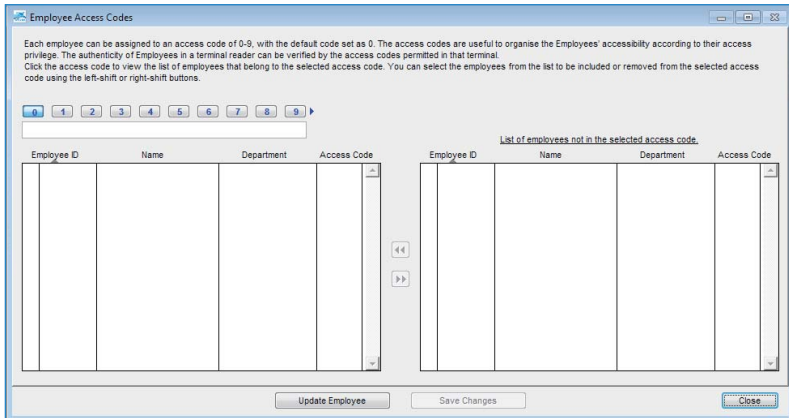 Employee Access Codes
Each employee can be assigned to an access code of 0-9, with the default code set as 0. The access codes are useful to organise the Employees' accessibility according to their access
privilege. The authenticity of Employees in a terminal reader can be verified by the access codes permitted in that terminal.
Click the access code to view the list of employees that belong to the selected access code. You can select the employees from the list to be included or removed from the selected access
code using the left-shift or right-shift buttons.
0 1 2 3 4 5 6 7 8 9
List of employees not in the selected access code.
Employee ID Name Department Access Code Employee ID Name Department Access Code
Update Employee Save Changes Close